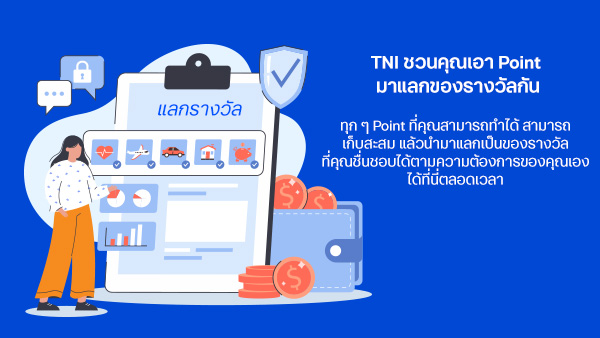 TNI ชวนคุณเอา Point
มาแลกของรางวัลกัน
แลกรางวัล
ทุก ๆ Point ที่คุณสามารถทำได้ สามารถ
เก็บสะสม แล้วนำมาแลกเป็นของรางวัล
ที่คุณชื่นชอบได้ตามความต้องการของคุณเอง
ได้ที่นี่ตลอดเวลา